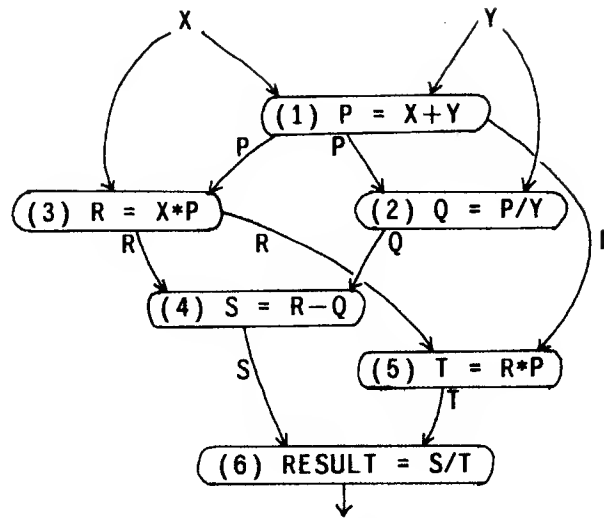 X Y
(1) P = X+Y
P P
(3) R = X*P (2) Q = P/Y
R R Q
(4) S = R-Q
S
(5) T = R*P
T
(6) RESULT = S/T